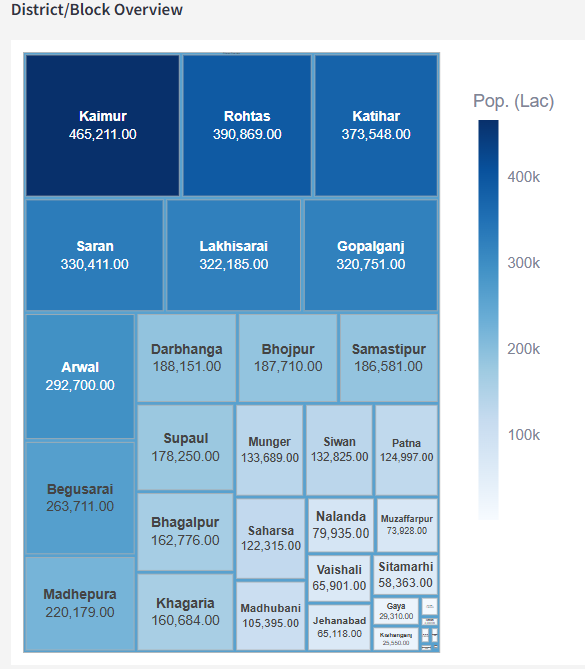 District/Block Overview
Kaimur
465,211.00
Rohtas
390,869.00
Katihar
373,548.00
Saran
330,411.00
Lakhisarai
322,185.00
Gopalganj
320,751.00
Arwal
292,700.00
Darbhanga
188,151.00
Bhojpur
187,710.00
Samastipur
186,581.00
Begusarai
263,711.00
Supaul
178,250.00
Munger
133,689.00
Siwan
132,825.00
Patna
124,997.00
Bhagalpur
162,776.00
Saharsa
122,315.00
Nalanda
79,935.00
Muzaffarpur
73,928.00
Madhepura
220,179.00
Khagaria
160,684.00
Madhubani
105,395.00
Vaishali
65,901.00
Sitamarhi
58,363.00
Jehanabad
65,118.00
Gaya
29,310.00
Kishanganj
25,550.00
Pop. (Lac)
400k
300k
200k
100k